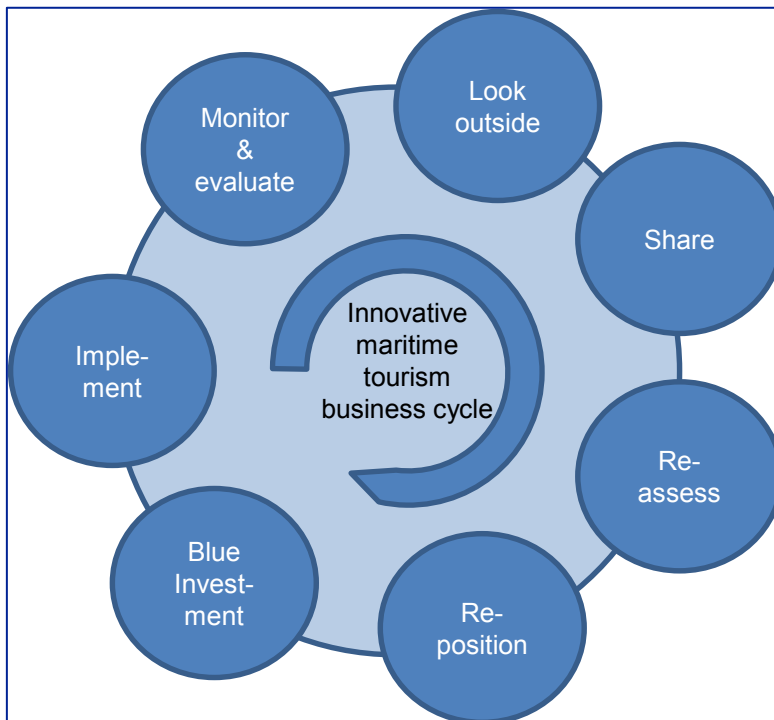 Look
outside
Share
Re-
assess
Re-
position
Blue
Invest-
ment
Imple-
ment
Monitor
&
evaluate
Innovative
maritime
tourism
business cycle